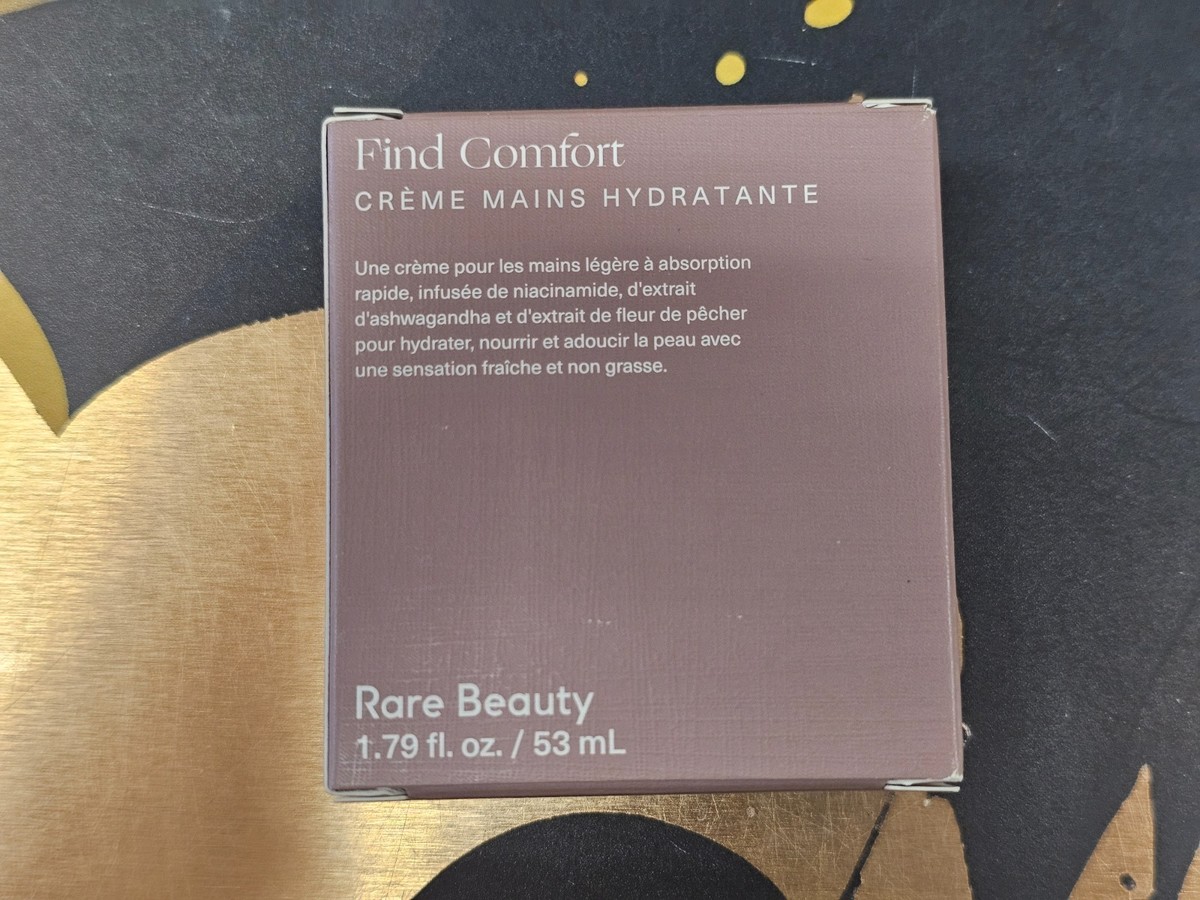 Find Comfort
CRÈME MAINS HYDRATANTE
Une crème pour les mains légère à absorption
rapide, infusée de niacinamide, d'extrait
d'ashwagandha et d'extrait de fleur de pêcher
pour hydrater, nourrir et adoucir la peau avec
une sensation fraîche et non grasse.
Rare Beauty
1.79 fl. oz. / 53 mL